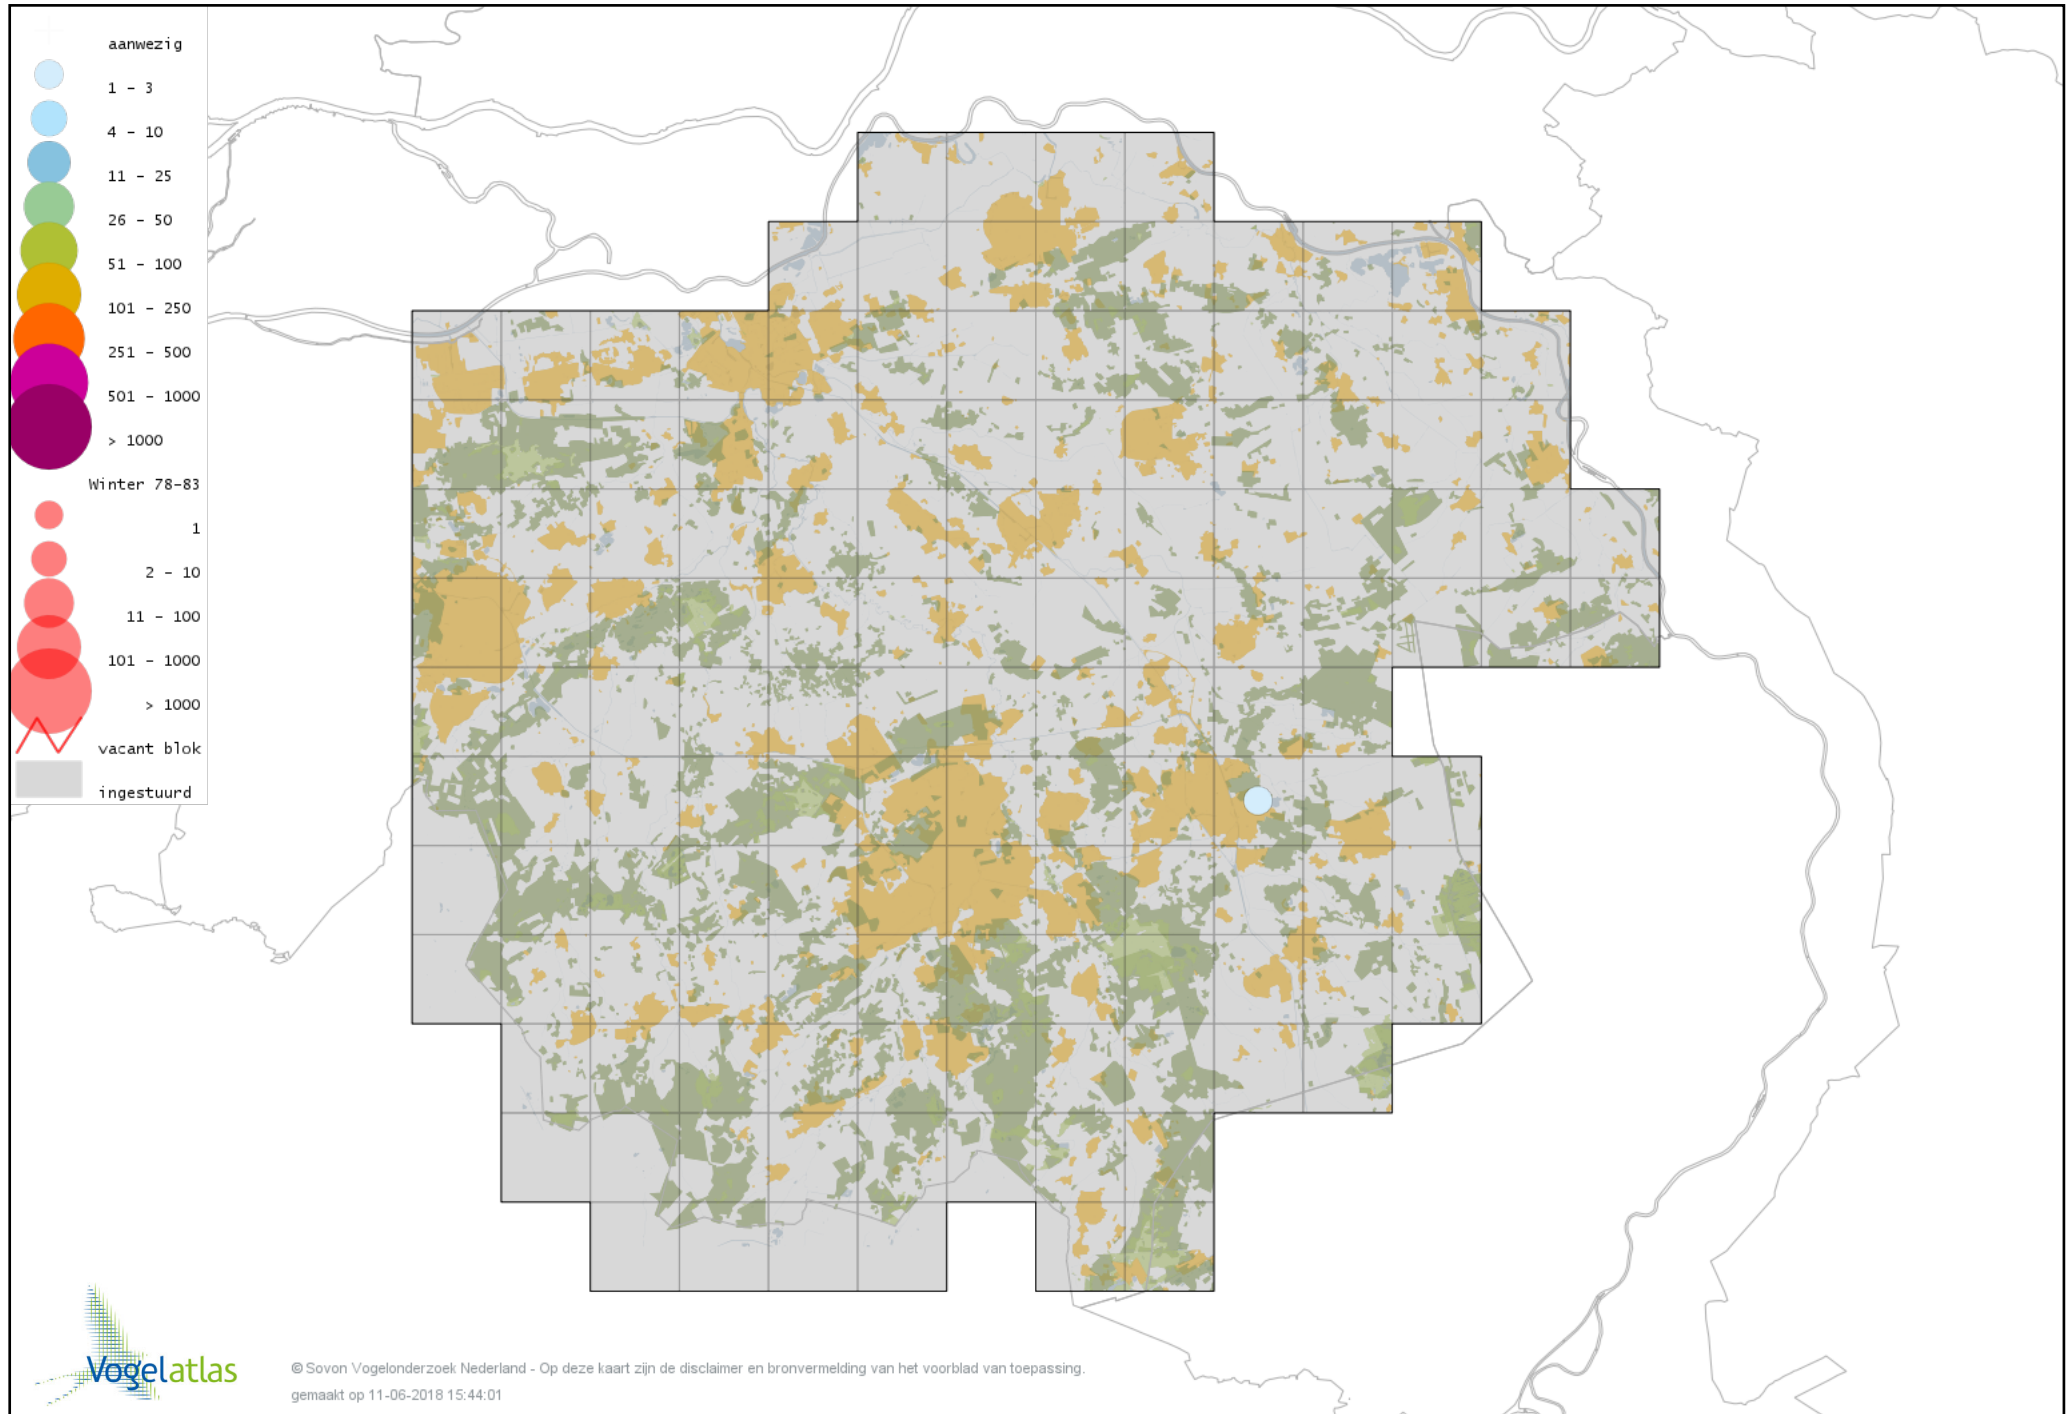 aanwezig
1 - 3
4 - 10
11 - 25
26 - 50
51 - 100
101 - 250
251 - 500
501 - 1000
> 1000
Winter 78-83
1
2 - 10
11 - 100
101 - 1000
> 1000
vacant blok
ingestuurd
Vogelatlas
© Sovon Vogelonderzoek Nederland - Op deze kaart zijn de disclaimer en bronvermelding van het voorblad van toepassing.
gemaakt op 11-06-2018 15:44:01